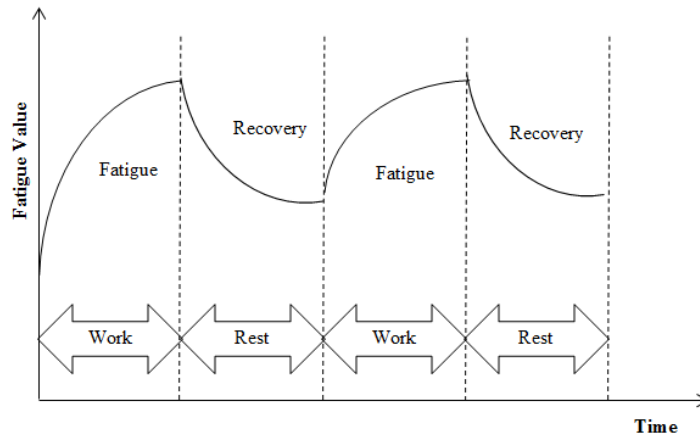 Fatigue Value
Recovery
Recovery
Fatigue
Fatigue
Work
Rest
Work
Rest
Time